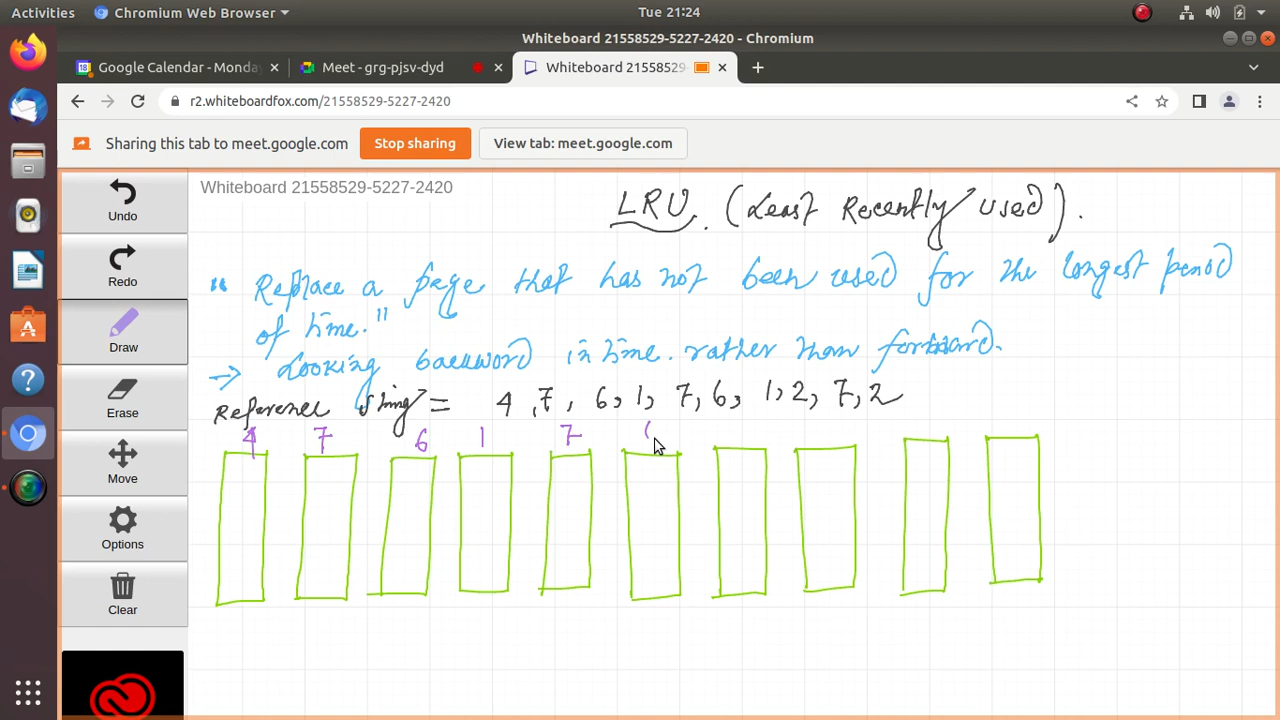 Activities
Chromium Web Browser
Tue 21:24
Whiteboard 21558529-5227-2420 - Chromium
Google Calendar - Monda
Meet - grg-pjsv-dyd
Whiteboard 21558529-
r2.whiteboardfox.com/21558529-5227-2420
Sharing this tab to meet.google.com
Stop sharing
View tab: meet.google.com
Whiteboard 21558529-5227-2420
Undo
Redo
Draw
Erase
Move
Options
Clear
LRU. (Least Recently used).
" Replace a page that has not been used for the longest period
of time."
→ Looking backword in time. rather than forward.
Reference string = 4, 7, 6, 1, 7, 6, 1, 2, 7, 2
4 7 6 1 7